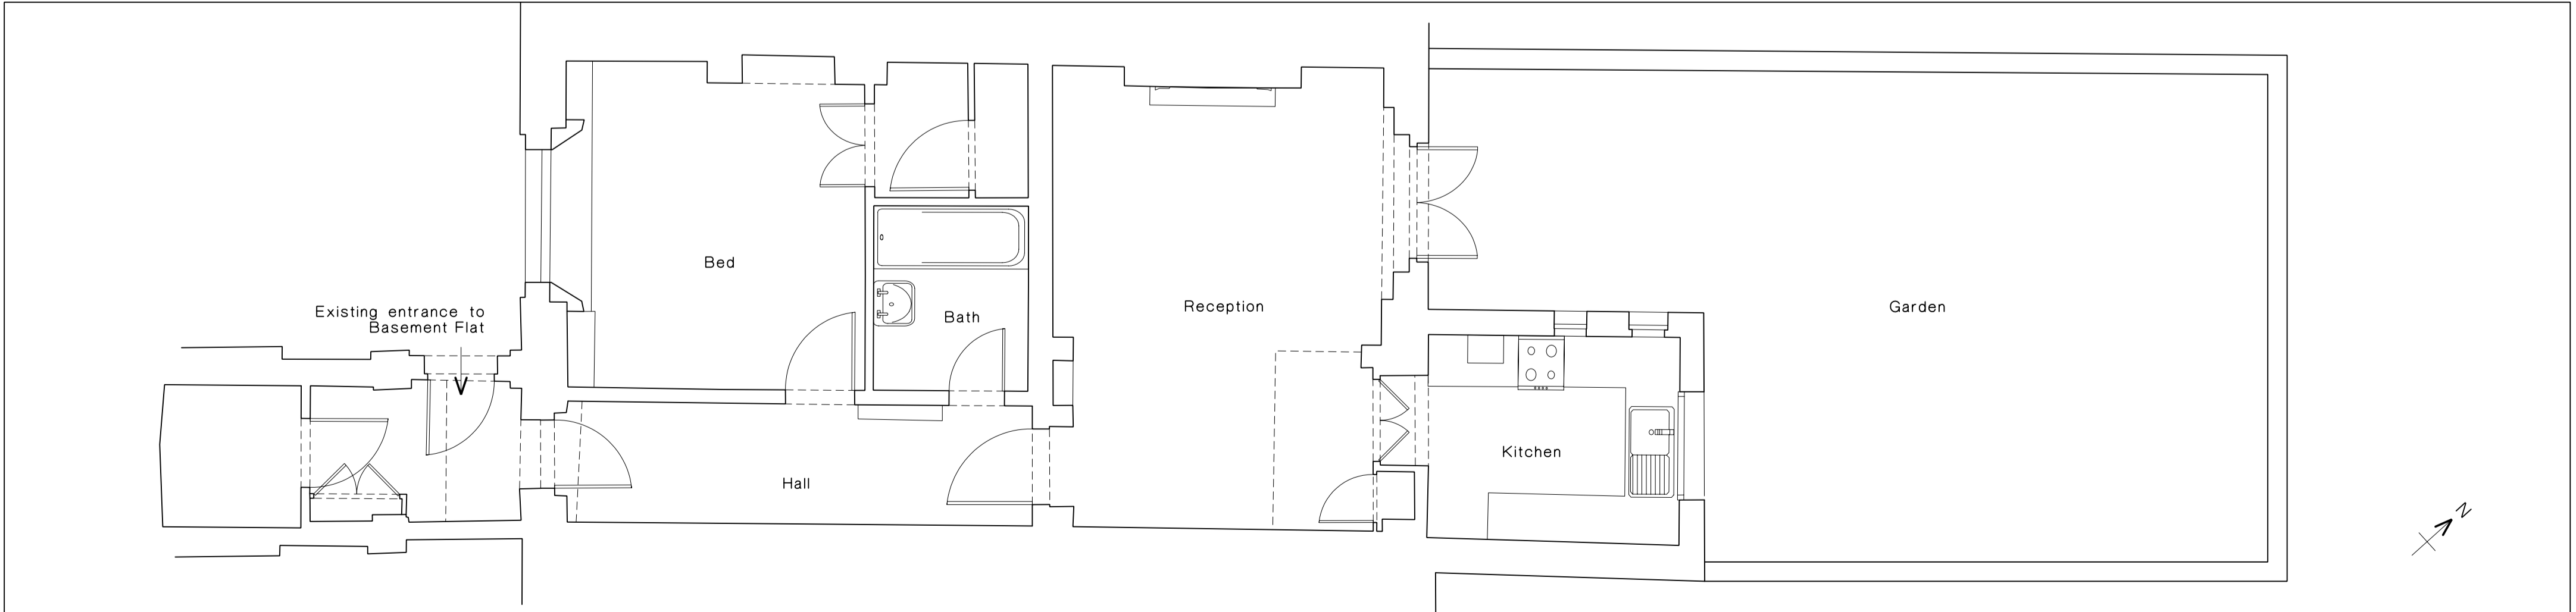 Bed
Existing entrance to
Basement Flat
Bath
Reception
Garden
Kitchen
Hall
N